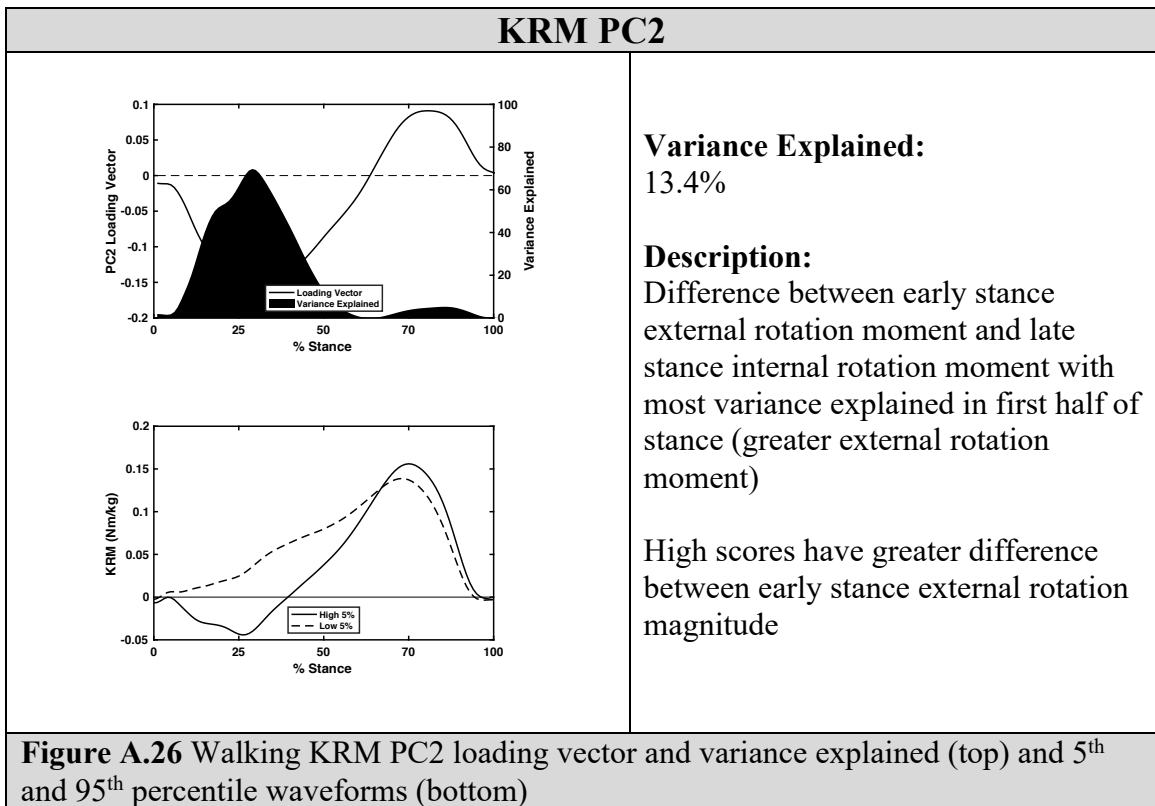 KRM PC2
0.1
0.05
0
-0.05
-0.1
-0.15
-0.2
PC2 Loading Vector
100
80
60
40
20
0
Variance Explained
Loading Vector
Variance Explained
0
25
50
70
100
% Stance
0.2
0.15
0.1
0.05
0
-0.05
KRM (Nm/kg)
High 5%
Low 5%
0
25
50
70
100
% Stance
Variance Explained:
13.4%
Description:
Difference between early stance
external rotation moment and late
stance internal rotation moment with
most variance explained in first half of
stance (greater external rotation
moment)
High scores have greater difference
between early stance external rotation
magnitude
Figure A.26 Walking KRM PC2 loading vector and variance explained (top) and 5th
and 95th percentile waveforms (bottom)